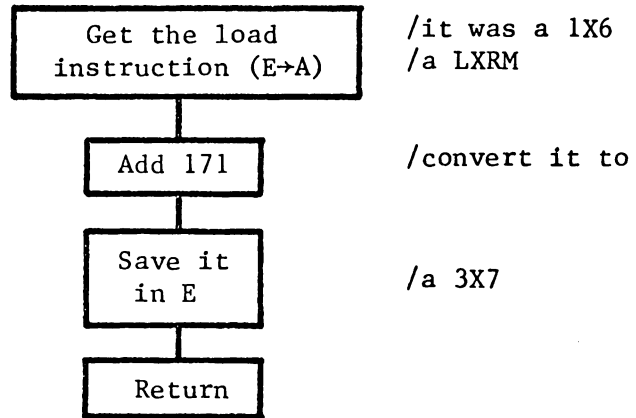 Get the load /it was a 1X6
instruction (E→A) /a LXRM
Add 171 /convert it to
Save it
in E /a 3X7
Return